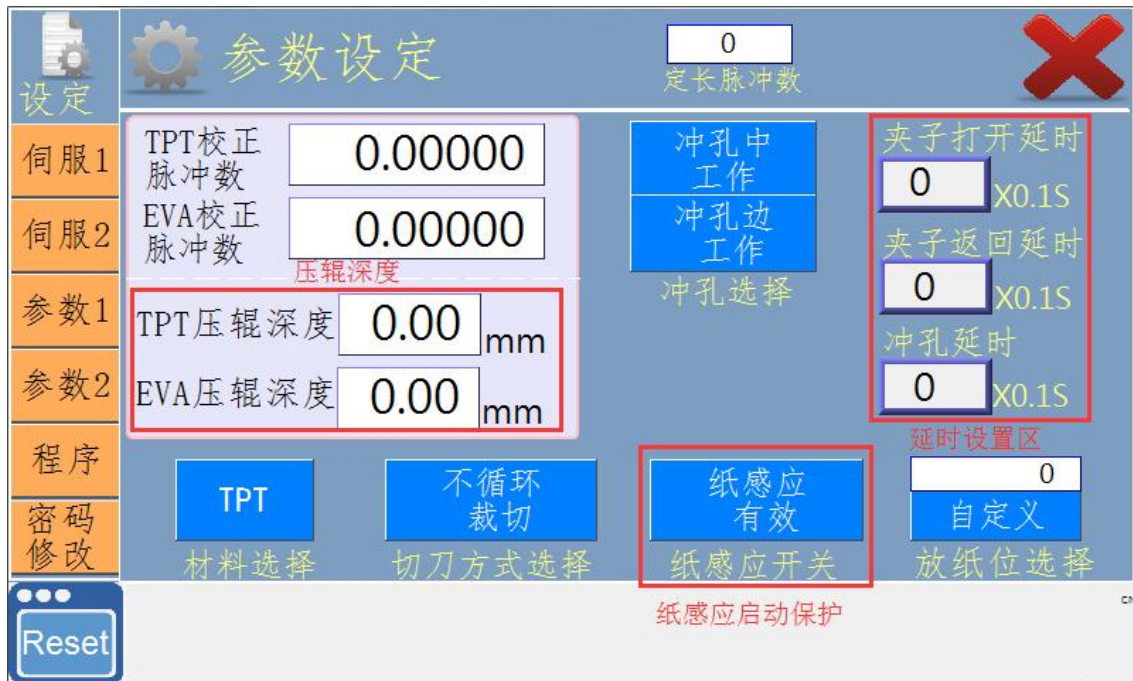 设定
参数设定
0
定长脉冲数
伺服1
伺服2
参数1
参数2
程序
密码
修改
Reset
TPT校正
脉冲数
0.00000
EVA校正
脉冲数
0.00000
压辊深度
TPT压辊深度
0.00
mm
EVA压辊深度
0.00
mm
冲孔中
工作
冲孔边
工作
冲孔选择
夹子打开延时
0
X0.1S
夹子返回延时
0
X0.1S
冲孔延时
0
X0.1S
延时设置区
TPT
材料选择
不循环
裁切
切刀方式选择
纸感应
有效
纸感应开关
纸感应启动保护
0
自定义
放纸位选择
CN